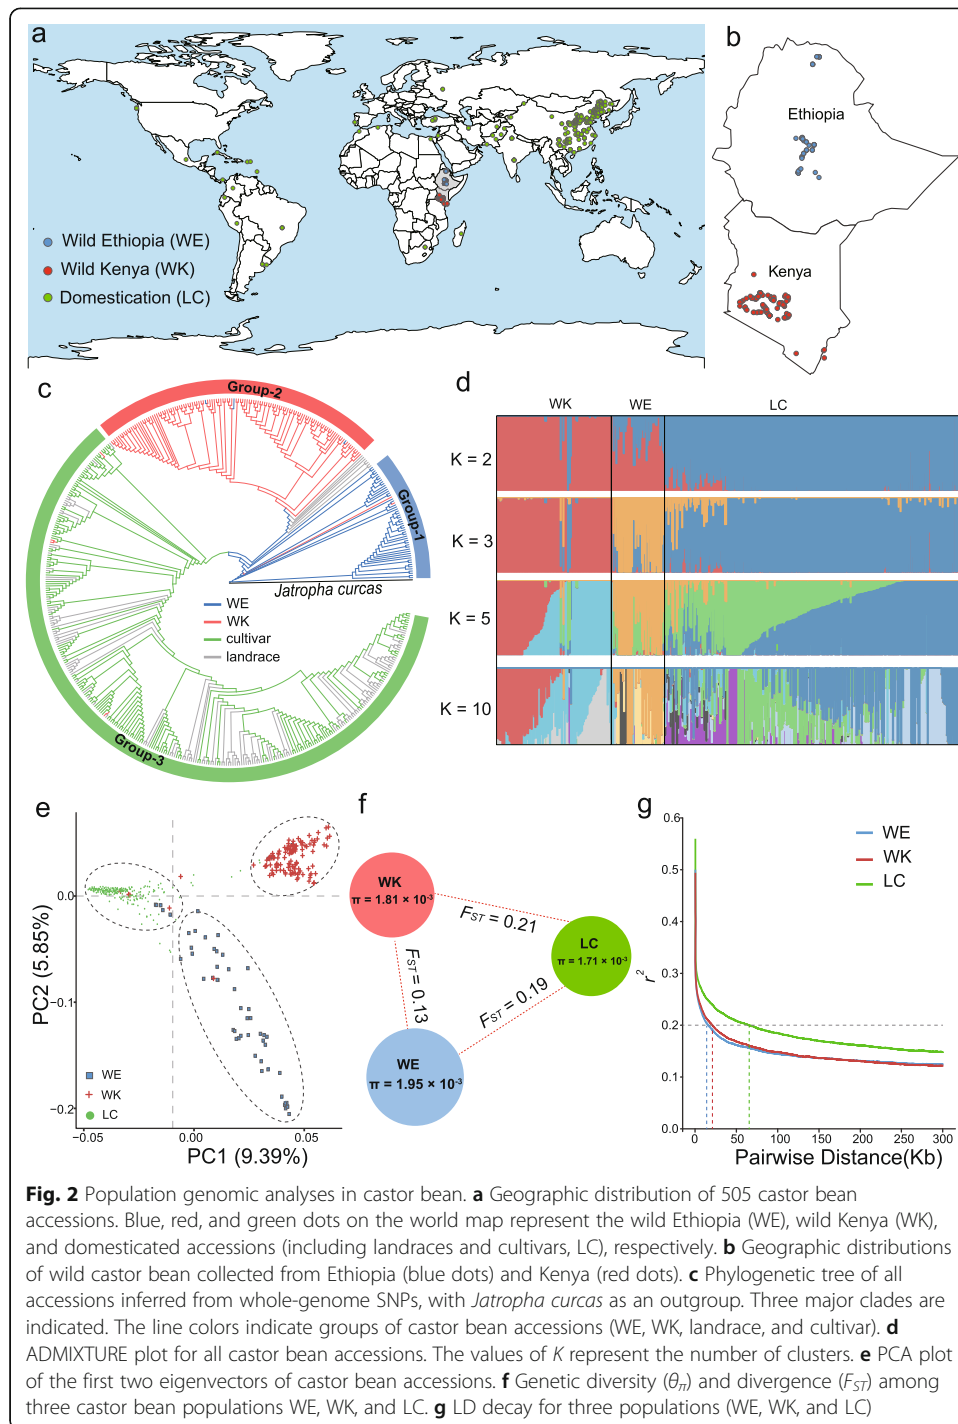 a
Wild Ethiopia (WE)
Wild Kenya (WK)
Domestication (LC)
b
Ethiopia
Kenya
c
Group-2
Group-1
Group-3
Jatropha curcas
WE
WK
cultivar
landrace
d
WK WE LC
K = 2
K = 3
K = 5
K = 10
e
PC2 (5.85%)
0.0
−0.1
−0.2
WE
WK
LC
−0.05 0.00 0.05
PC1 (9.39%)
f
WK
π = 1.81 × 10⁻³
FST = 0.21
LC
π = 1.71 × 10⁻³
FST = 0.13
FST = 0.19
WE
π = 1.95 × 10⁻³
g
WE
WK
LC
r²
0.6
0.5
0.4
0.3
0.2
0.1
0.0
0 50 100 150 200 250 300
Pairwise Distance(Kb)
Fig. 2 Population genomic analyses in castor bean. a Geographic distribution of 505 castor bean
accessions. Blue, red, and green dots on the world map represent the wild Ethiopia (WE), wild Kenya (WK),
and domesticated accessions (including landraces and cultivars, LC), respectively. b Geographic distributions
of wild castor bean collected from Ethiopia (blue dots) and Kenya (red dots). c Phylogenetic tree of all
accessions inferred from whole-genome SNPs, with Jatropha curcas as an outgroup. Three major clades are
indicated. The line colors indicate groups of castor bean accessions (WE, WK, landrace, and cultivar). d
ADMIXTURE plot for all castor bean accessions. The values of K represent the number of clusters. e PCA plot
of the first two eigenvectors of castor bean accessions. f Genetic diversity (θπ) and divergence (FST) among
three castor bean populations WE, WK, and LC. g LD decay for three populations (WE, WK, and LC)